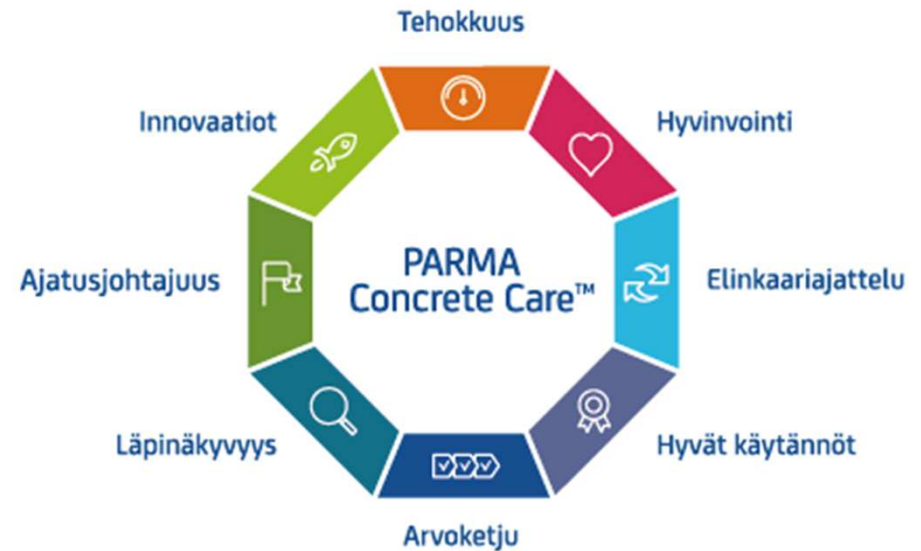 Tehokkuus
Innovaatiot
Hyvinvointi
Ajatusjohtajuus
PARMA
Concrete Care™
Elinkaariajattelu
Läpinäkyvyys
Hyvät käytännöt
Arvoketju